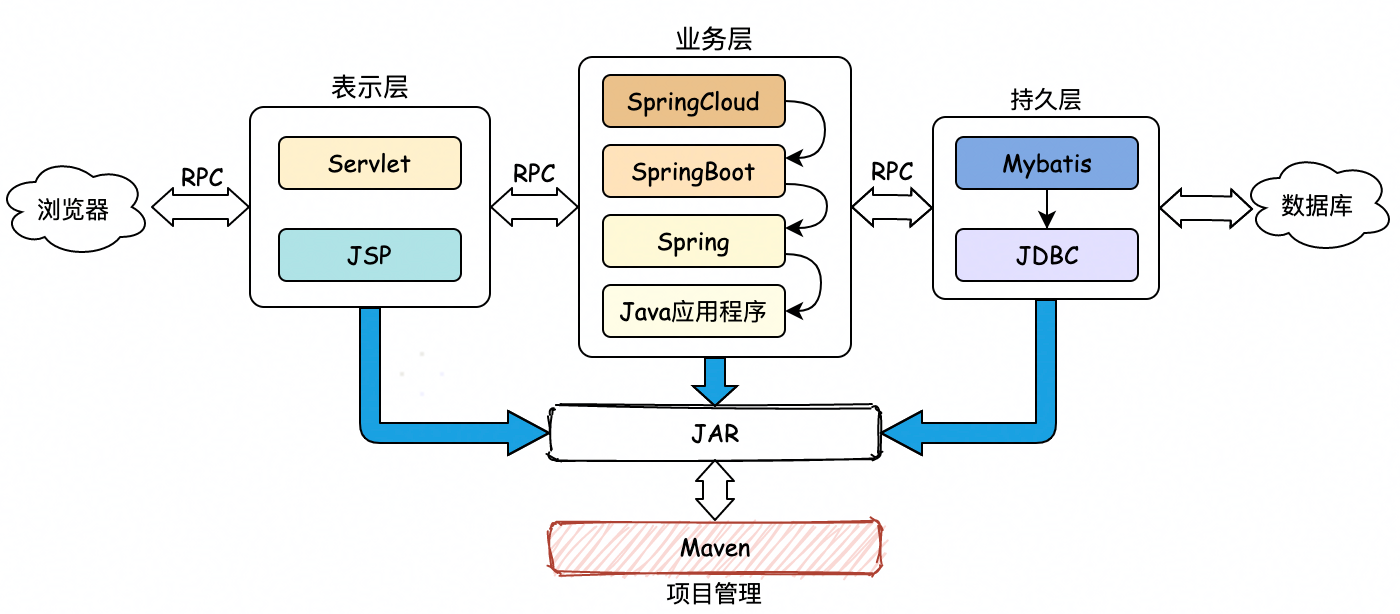 业务层
表示层
持久层
SpringCloud
Servlet
SpringBoot
Mybatis
RPC
RPC
RPC
浏览器
数据库
JSP
Spring
JDBC
Java应用程序
JAR
Maven
项目管理